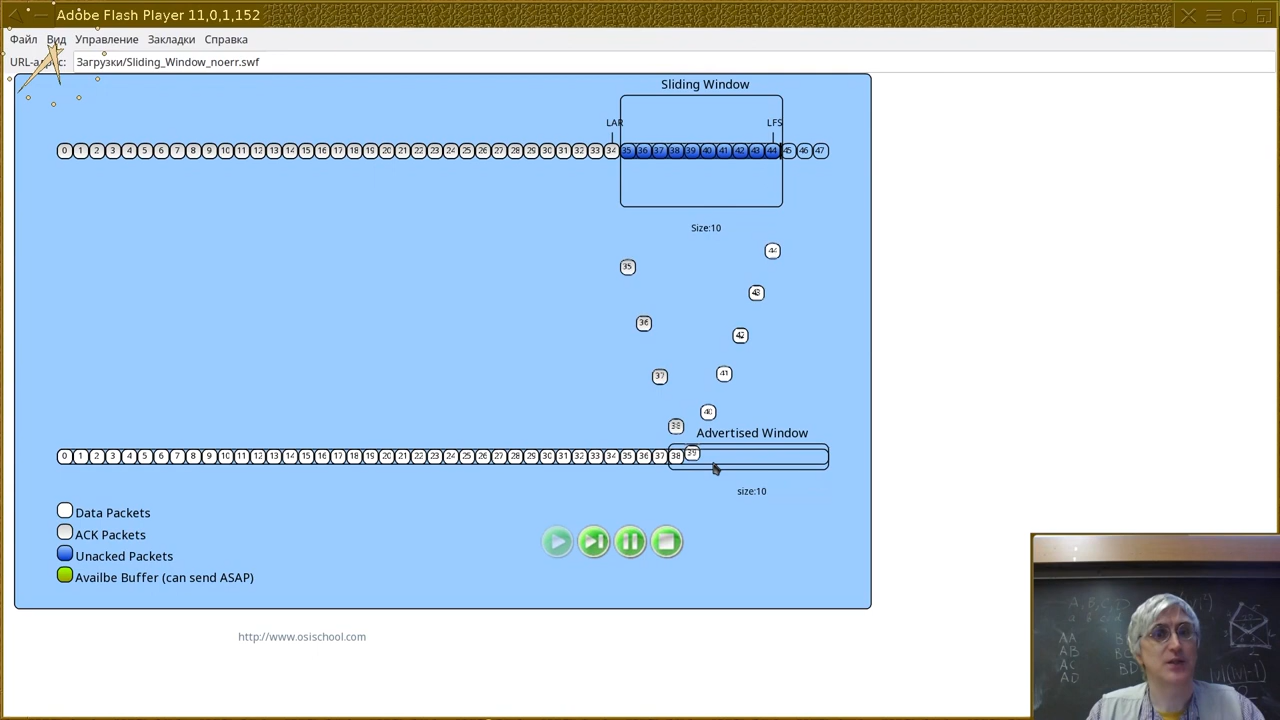 Adobe Flash Player 11,0,1,152
Файл Вид Управление Закладки Справка
URL-адрес: Загрузки/Sliding_Window_noerr.swf
Sliding Window
LAR LFS
0 1 2 3 4 5 6 7 8 9 10 11 12 13 14 15 16 17 18 19 20 21 22 23 24 25 26 27 28 29 30 31 32 33 34 35 36 37 38 39 40 41 42 43 44 45 46 47
Size:10
44
35
43
36
42
41
37
40
38
Advertised Window
0 1 2 3 4 5 6 7 8 9 10 11 12 13 14 15 16 17 18 19 20 21 22 23 24 25 26 27 28 29 30 31 32 33 34 35 36 37 38 39
size:10
Data Packets
ACK Packets
Unacked Packets
Availbe Buffer (can send ASAP)
http://www.osischool.com
AA
AB
AC
AD